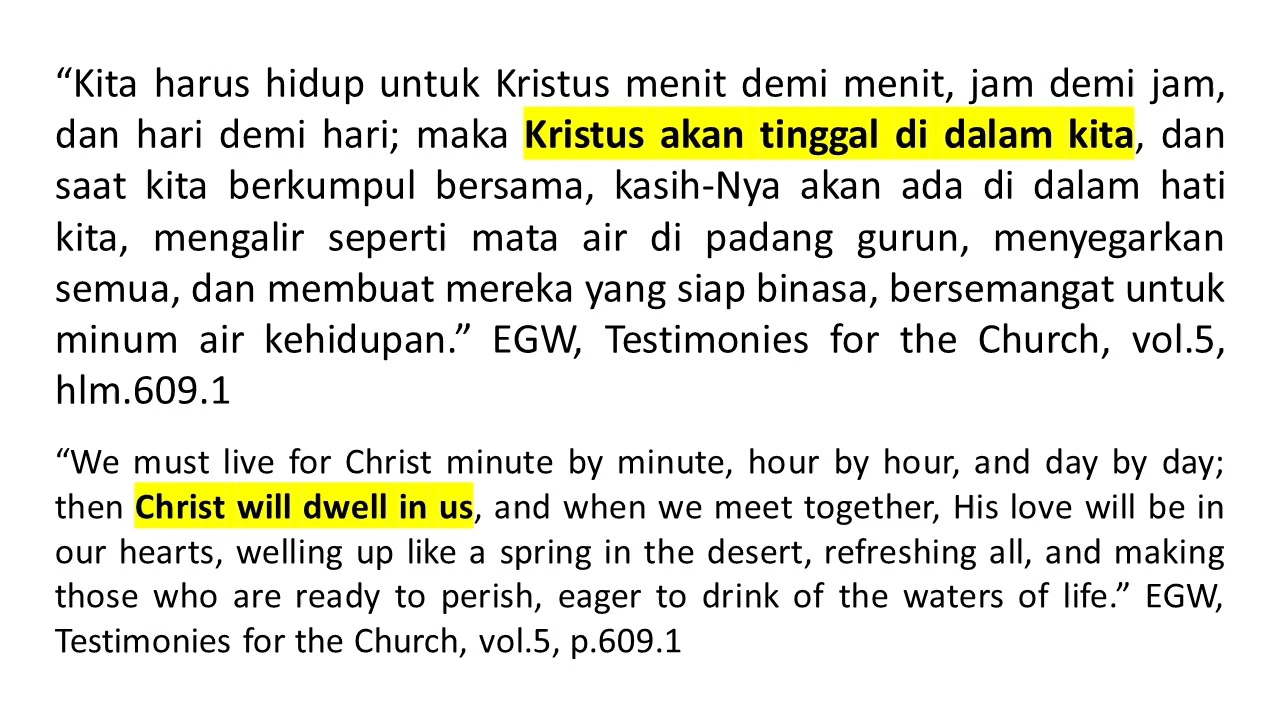 “Kita harus hidup untuk Kristus menit demi menit, jam demi jam,
dan hari demi hari; maka Kristus akan tinggal di dalam kita, dan
saat kita berkumpul bersama, kasih-Nya akan ada di dalam hati
kita, mengalir seperti mata air di padang gurun, menyegarkan
semua, dan membuat mereka yang siap binasa, bersemangat untuk
minum air kehidupan.” EGW, Testimonies for the Church, vol.5,
hlm.609.1
“We must live for Christ minute by minute, hour by hour, and day by day;
then Christ will dwell in us, and when we meet together, His love will be in
our hearts, welling up like a spring in the desert, refreshing all, and making
those who are ready to perish, eager to drink of the waters of life.” EGW,
Testimonies for the Church, vol.5, p.609.1